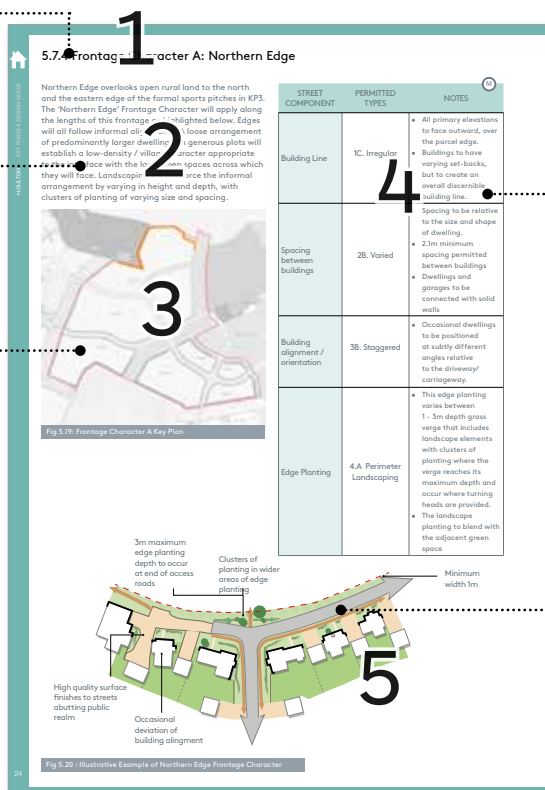 1
5.7.4 Frontage Character A: Northern Edge
HOULTON
KEY PHASE 4 DESIGN GUIDE
Northern Edge overlooks open rural land to the north
and the eastern edge of the formal sports pitches in KP3.
The 'Northern Edge' Frontage Character will apply along
the lengths of this frontage highlighted below. Edges
will all follow informal A loose arrangement
of predominantly larger generous plots will
establish a low-density / character appropriate
interface with the open spaces across which
they will face. the informal
arrangement by varying in height and depth, with
clusters of planting of varying size and spacing.
2
3
Fig 5.19: Frontage Character A Key Plan
M
STREET
COMPONENT
PERMITTED
TYPES
NOTES
Building Line
1C. Irregular
• All primary elevations
to face outward, over
the parcel edge.
• Buildings to have
varying set-backs,
but to create an
overall discernible
building line.
4
Spacing
between
buildings
2B. Varied
Spacing to be relative
to the size and shape
of dwelling.
• 2.1m minimum
spacing permitted
between buildings
• Dwellings and
garages to be
connected with solid
walls
Building
alignment /
orientation
3B. Staggered
• Occasional dwellings
to be positioned
at subtly different
angles relative
to the driveway/
carriageway.
Edge Planting
4.A Perimeter
Landscaping
• This edge planting
varies between
1 - 3m depth grass
verge that includes
landscape elements
with clusters of
planting where the
verge reaches its
maximum depth and
occur where turning
heads are provided.
• The landscape
planting to blend with
the adjacent green
space
3m maximum
edge planting
depth to occur
at end of access
roads
Clusters of
planting in wider
areas of edge
planting
Minimum
width 1m
5
High quality surface
finishes to streets
abutting public
realm
Occasional
deviation of
building alingment
Fig 5.20 : Illustrative Example of Northern Edge Frontage Character
24